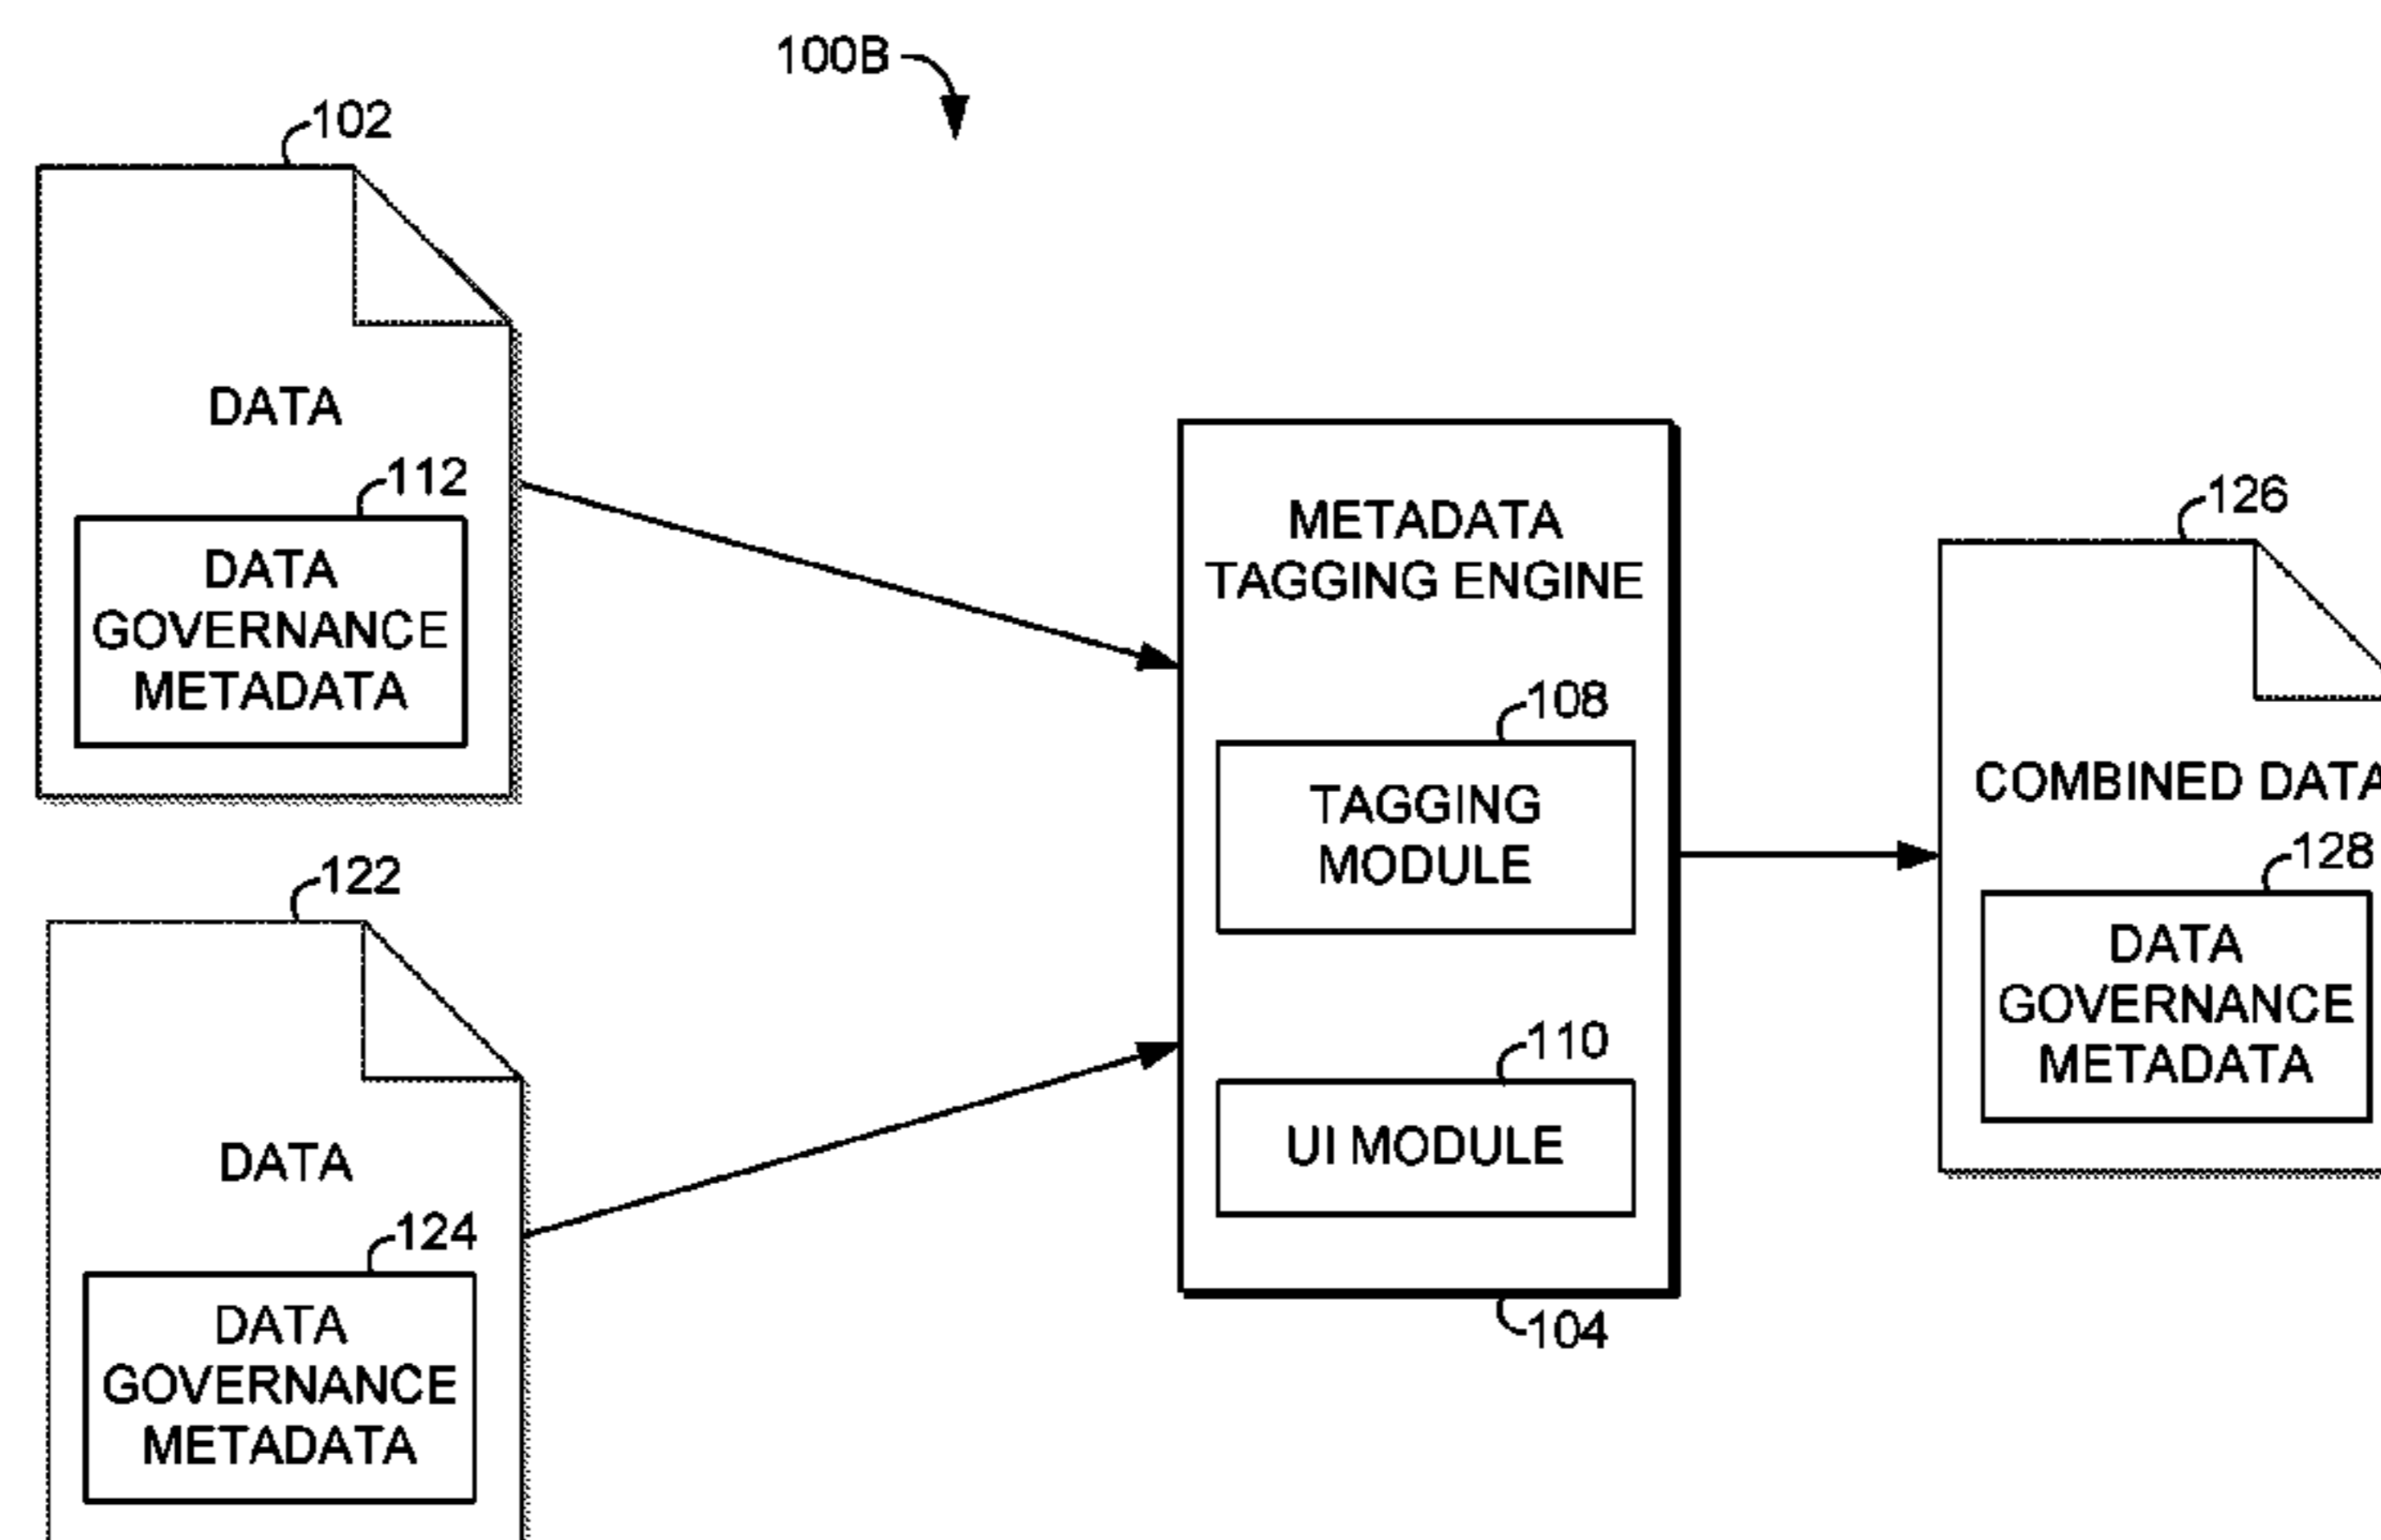 100B
102
DATA
112
DATA
GOVERNANCE
METADATA
122
DATA
124
DATA
GOVERNANCE
METADATA
METADATA
TAGGING ENGINE
108
TAGGING
MODULE
110
UI MODULE
104
126
COMBINED DATA
128
DATA
GOVERNANCE
METADATA